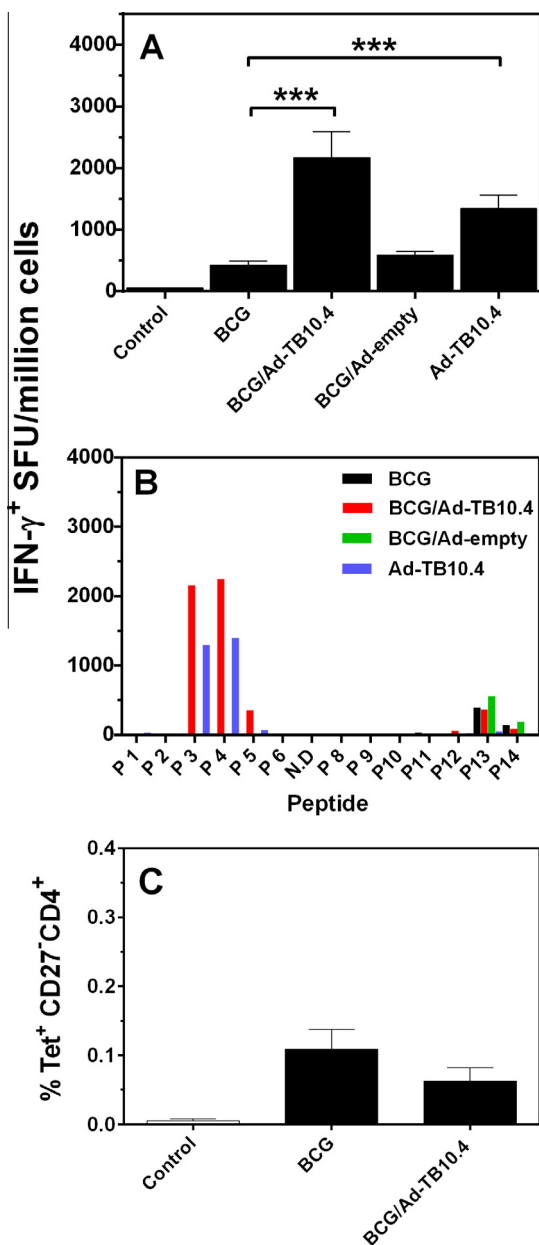 IFN-γ⁺ SFU/million cells
A
4000
3000
2000
1000
0
***
***
Control
BCG
BCG/Ad-TB10.4
BCG/Ad-empty
Ad-TB10.4
B
4000
3000
2000
1000
0
BCG
BCG/Ad-TB10.4
BCG/Ad-empty
Ad-TB10.4
P 1
P 2
P 3
P 4
P 5
P 6
N.D
P 8
P 9
P10
P11
P12
P13
P14
Peptide
C
% Tet⁺ CD27⁻CD4⁺
0.4
0.3
0.2
0.1
0.0
Control
BCG
BCG/Ad-TB10.4